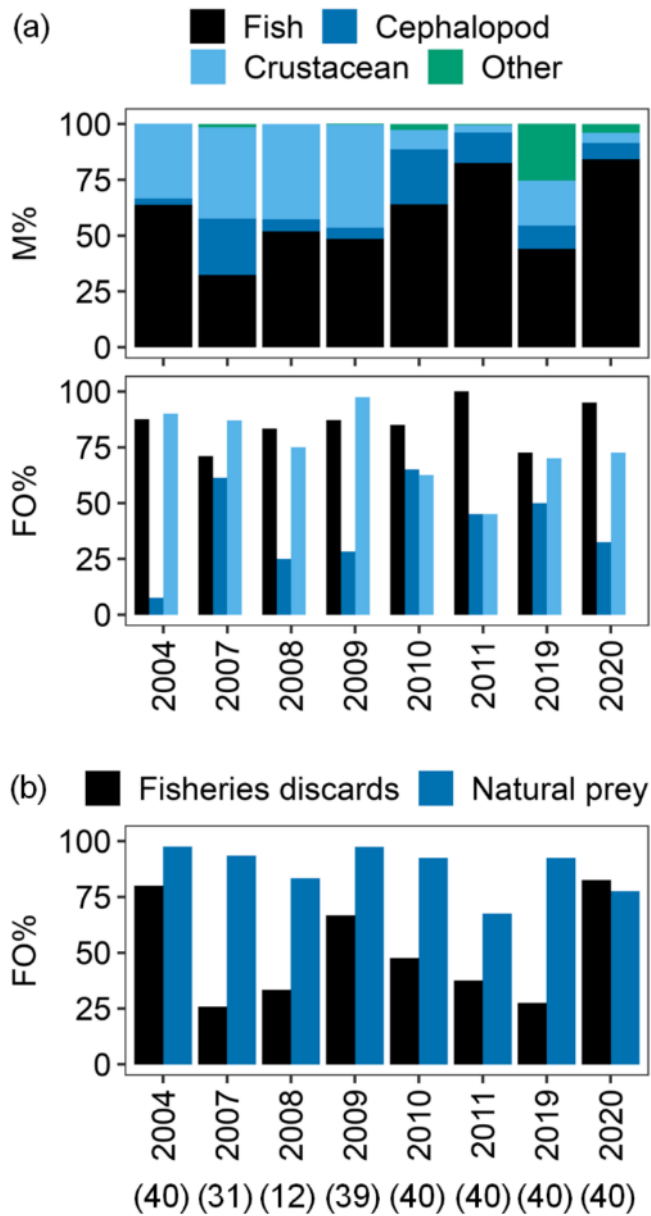 (a)
Fish Cephalopod
Crustacean Other
100
75
50
25
0
M%
100
75
50
25
0
FO%
2004 2007 2008 2009 2010 2011 2019 2020
(b) Fisheries discards Natural prey
100
75
50
25
0
FO%
2004 2007 2008 2009 2010 2011 2019 2020
(40) (31) (12) (39) (40) (40) (40) (40)